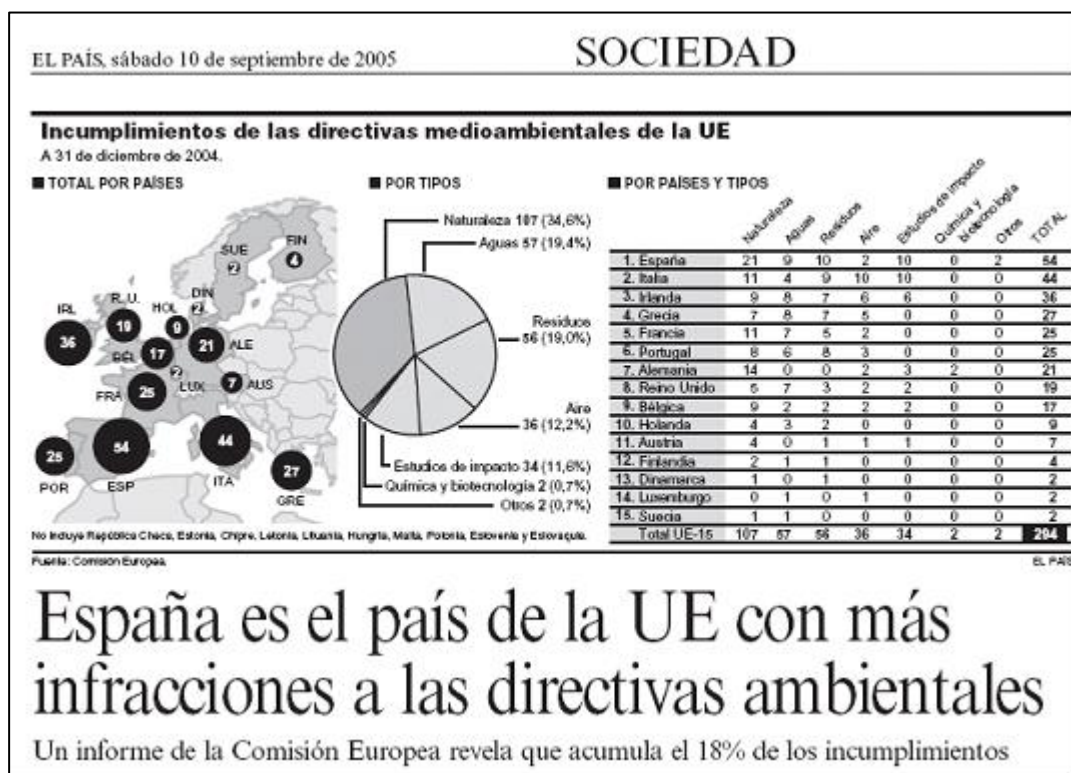 EL PAÍS, sábado 10 de septiembre de 2005
SOCIEDAD
Incumplimientos de las directivas medioambientales de la UE
A 31 de diciembre de 2004.
TOTAL POR PAÍSES
SUE
2
FIN
4
DIN
2
R. U.
19
IRL
36
HOL
9
BÉL
17
ALE
21
LUX
2
AUS
7
FRA
25
POR
25
ESP
54
ITA
44
GRE
27
POR TIPOS
Naturaleza 107 (34,6%)
Aguas 57 (19,4%)
Residuos
56 (19,0%)
Aire
36 (12,2%)
Estudios de impacto 34 (11,6%)
Química y biotecnología 2 (0,7%)
Otros 2 (0,7%)
POR PAÍSES Y TIPOS
Naturaleza Aguas Residuos Aire Estudios de impacto Química y biotecnología Otros TOTAL
1. España 21 9 10 2 10 0 2 54
2. Italia 11 4 9 10 10 0 0 44
3. Irlanda 9 8 7 6 6 0 0 36
4. Grecia 7 8 7 5 0 0 27
5. Francia 11 7 5 2 0 0 0 25
6. Portugal 8 6 8 3 0 0 0 25
7. Alemania 14 0 0 2 3 2 0 21
8. Reino Unido 5 7 3 2 2 0 0 19
9. Bélgica 9 2 2 2 2 0 0 17
10. Holanda 4 3 2 0 0 0 0 9
11. Austria 4 0 1 1 1 0 0 7
12. Finlandia 2 1 1 0 0 0 0 4
13. Dinamarca 1 0 1 0 0 0 0 2
14. Luxemburgo 0 1 0 1 0 0 0 2
15. Suecia 1 1 0 0 0 0 0 2
Total UE-15 107 57 56 36 34 2 2 294
No incluye República Checa, Estonia, Chipre, Letonia, Lituania, Hungría, Malta, Polonia, Eslovenia y Eslovaquia.
Fuente: Comisión Europea.
EL PAÍS
España es el país de la UE con más
infracciones a las directivas ambientales
Un informe de la Comisión Europea revela que acumula el 18% de los incumplimientos